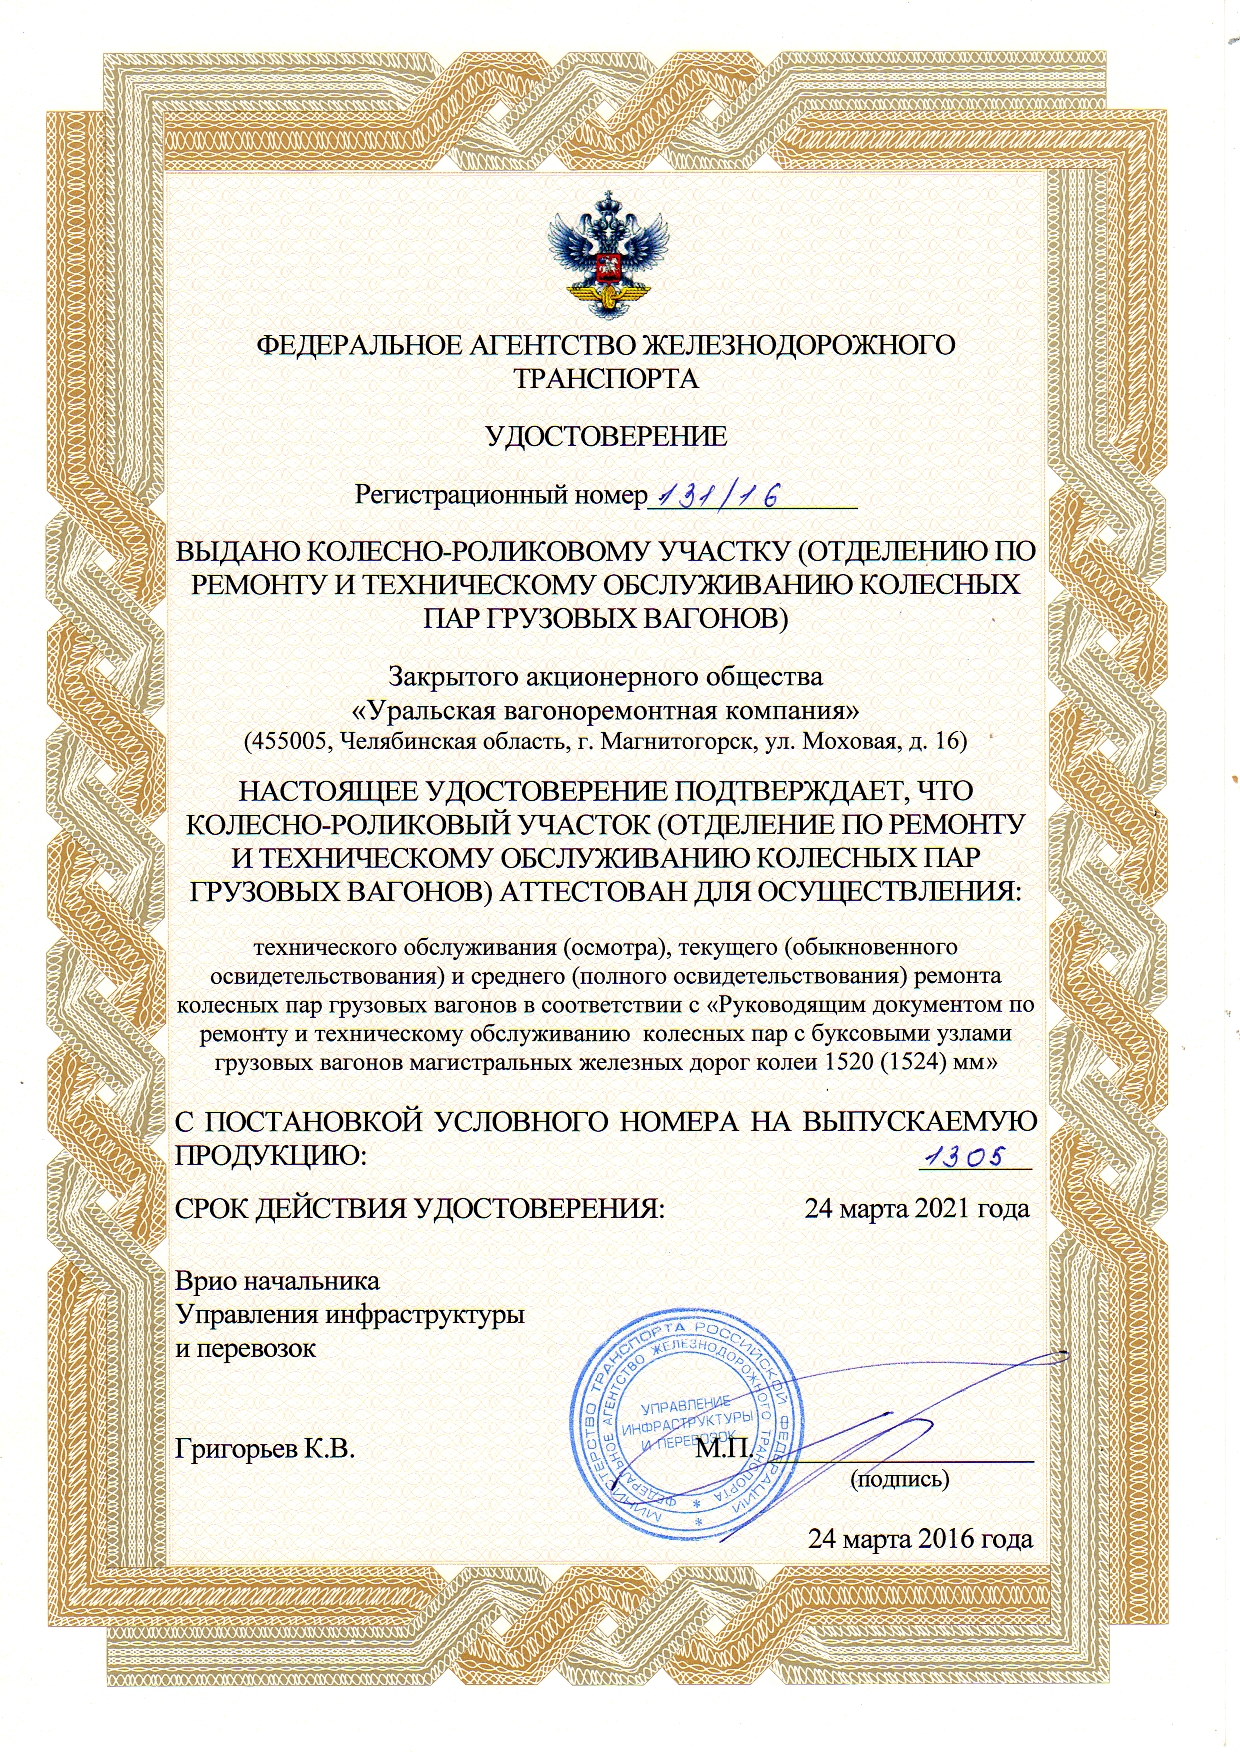 ФЕДЕРАЛЬНОЕ АГЕНТСТВО ЖЕЛЕЗНОДОРОЖНОГО
ТРАНСПОРТА
УДОСТОВЕРЕНИЕ
Регистрационный номер 131/16
ВЫДАНО КОЛЕСНО-РОЛИКОВОМУ УЧАСТКУ (ОТДЕЛЕНИЮ ПО
РЕМОНТУ И ТЕХНИЧЕСКОМУ ОБСЛУЖИВАНИЮ КОЛЕСНЫХ
ПАР ГРУЗОВЫХ ВАГОНОВ)
Закрытого акционерного общества
«Уральская вагоноремонтная компания»
(455005, Челябинская область, г. Магнитогорск, ул. Моховая, д. 16)
НАСТОЯЩЕЕ УДОСТОВЕРЕНИЕ ПОДТВЕРЖДАЕТ, ЧТО
КОЛЕСНО-РОЛИКОВЫЙ УЧАСТОК (ОТДЕЛЕНИЕ ПО РЕМОНТУ
И ТЕХНИЧЕСКОМУ ОБСЛУЖИВАНИЮ КОЛЕСНЫХ ПАР
ГРУЗОВЫХ ВАГОНОВ) АТТЕСТОВАН ДЛЯ ОСУЩЕСТВЛЕНИЯ:
технического обслуживания (осмотра), текущего (обыкновенного
освидетельствования) и среднего (полного освидетельствования) ремонта
колесных пар грузовых вагонов в соответствии с «Руководящим документом по
ремонту и техническому обслуживанию колесных пар с буксовыми узлами
грузовых вагонов магистральных железных дорог колеи 1520 (1524) мм»
С ПОСТАНОВКОЙ УСЛОВНОГО НОМЕРА НА ВЫПУСКАЕМУЮ
ПРОДУКЦИЮ: 1305
СРОК ДЕЙСТВИЯ УДОСТОВЕРЕНИЯ: 24 марта 2021 года
Врио начальника
Управления инфраструктуры
и перевозок
МИНИСТЕРСТВО ТРАНСПОРТА РОССИЙСКОЙ ФЕДЕРАЦИИ
ФЕДЕРАЛЬНОЕ АГЕНТСТВО ЖЕЛЕЗНОДОРОЖНОГО ТРАНСПОРТА
УПРАВЛЕНИЕ
ИНФРАСТРУКТУРЫ
И ПЕРЕВОЗОК
Григорьев К.В. М.П.
(подпись)
24 марта 2016 года